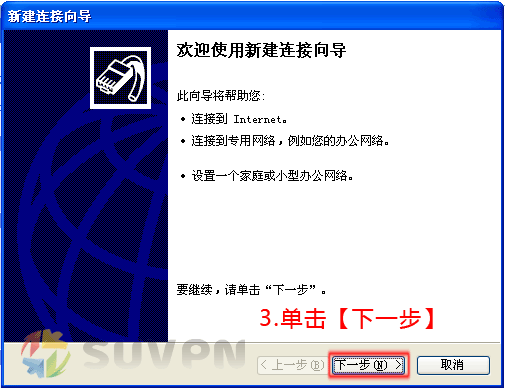 新建连接向导
欢迎使用新建连接向导
此向导将帮助您:
• 连接到 Internet。
• 连接到专用网络，例如您的办公网络。
• 设置一个家庭或小型办公网络。
要继续，请单击“下一步”。
3.单击【下一步】
SUVPN
< 上一步(B) 下一步(N) > 取消